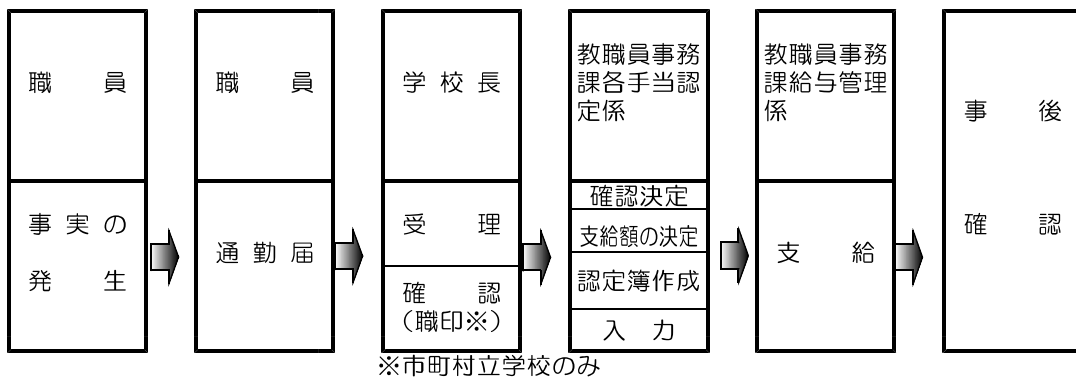 職員
事実の
発生
職員
通勤届
学校長
受理
確認
（職印※）
教職員事務
課各手当認
定係
確認決定
支給額の決定
認定簿作成
入力
教職員事務
課給与管理
係
支給
事後
確認
※市町村立学校のみ